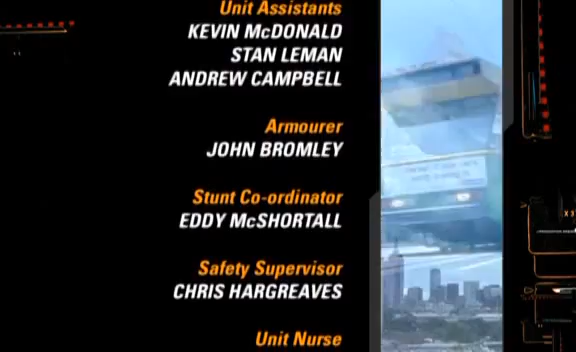 Unit Assistants
KEVIN McDONALD
STAN LEMAN
ANDREW CAMPBELL
Armourer
JOHN BROMLEY
Stunt Co-ordinator
EDDY McSHORTALL
Safety Supervisor
CHRIS HARGREAVES
Unit Nurse